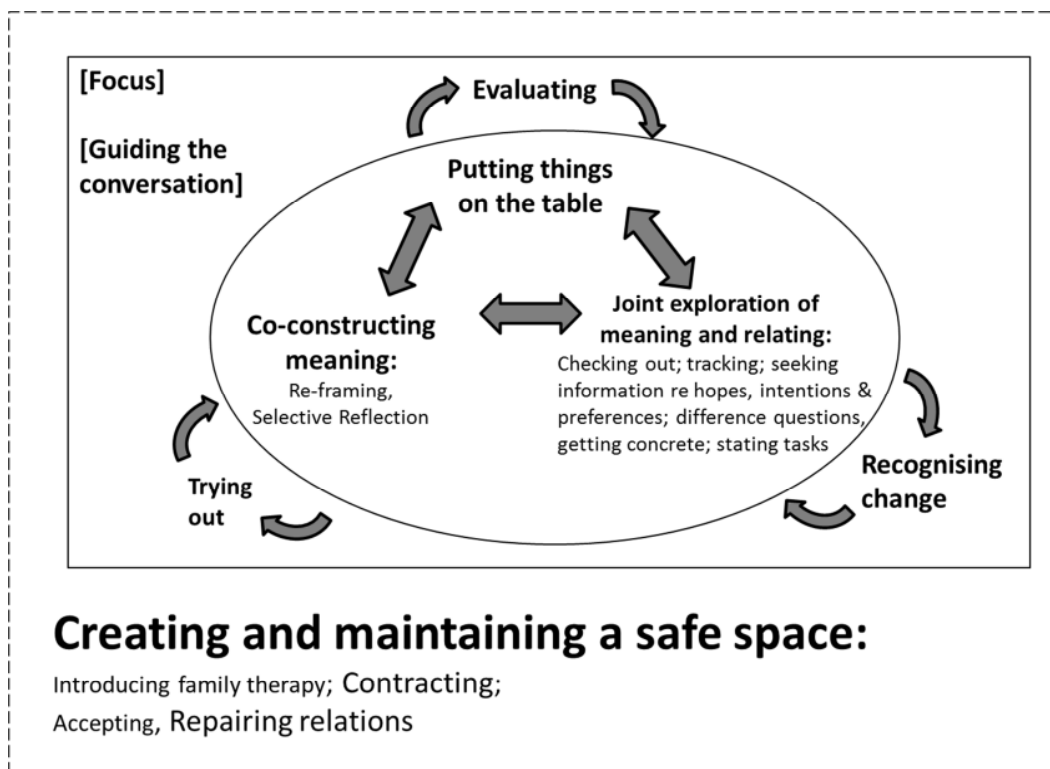 [Focus]
[Guiding the
conversation]
Evaluating
Putting things
on the table
Co-constructing
meaning:
Re-framing,
Selective Reflection
Joint exploration of
meaning and relating:
Checking out; tracking; seeking
information re hopes, intentions &
preferences; difference questions,
getting concrete; stating tasks
Trying
out
Recognising
change
Creating and maintaining a safe space:
Introducing family therapy; Contracting;
Accepting, Repairing relations